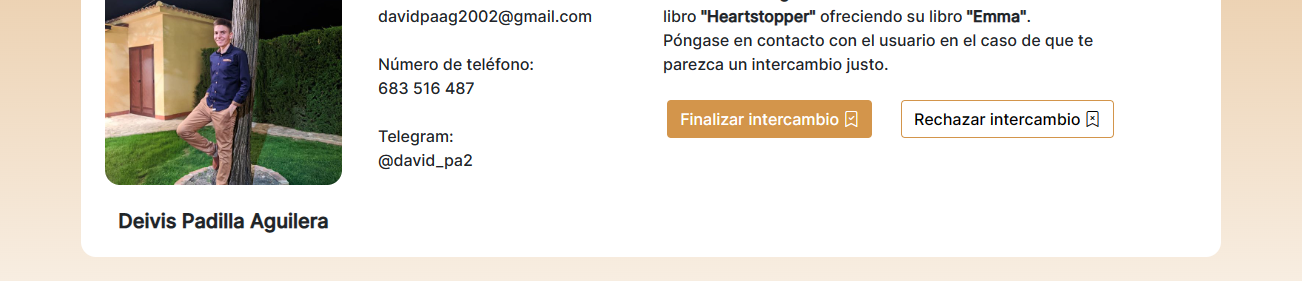 davidpaag2002@gmail.com
Número de teléfono:
683 516 487
Telegram:
@david_pa2
Deivis Padilla Aguilera
libro "Heartstopper" ofreciendo su libro "Emma".
Póngase en contacto con el usuario en el caso de que te
parezca un intercambio justo.
Finalizar intercambio
Rechazar intercambio